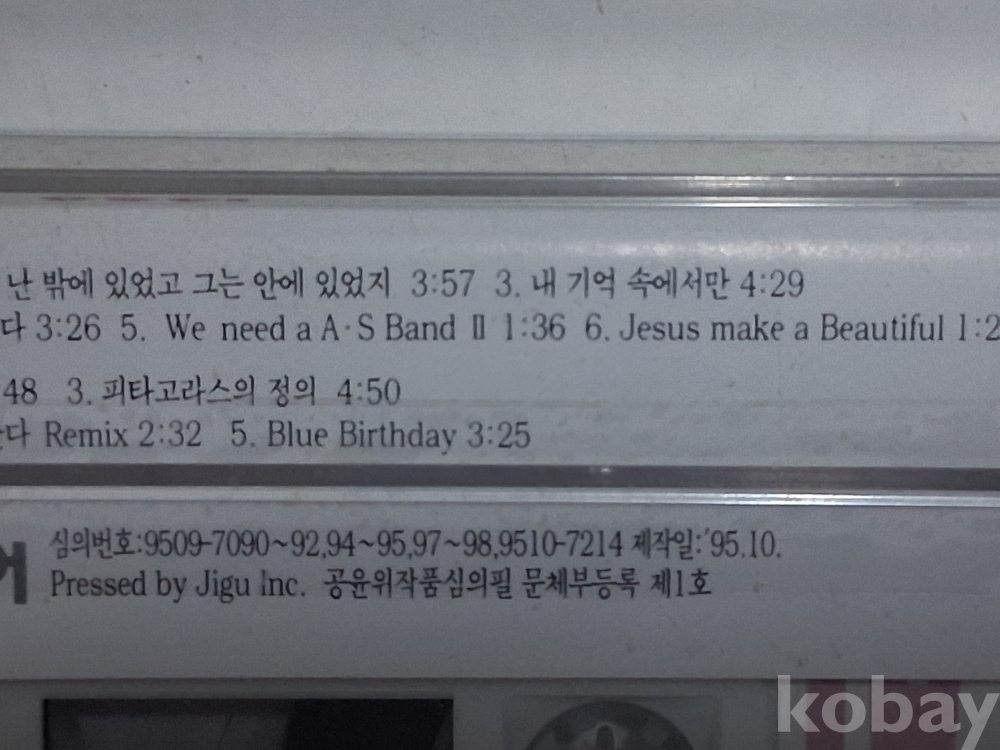 난 밖에 있었고 그는 안에 있었지 3:57 3. 내 기억 속에서만 4:29
다 3:26 5. We need a A·S Band Ⅱ 1:36 6. Jesus make a Beautiful 1:2
48 3. 피타고라스의 정의 4:50
다 Remix 2:32 5. Blue Birthday 3:25
심의번호:9509-7090~92,94~95,97~98,9510-7214 제작일:'95.10.
Pressed by Jigu Inc. 공윤위작품심의필 문체부등록 제1호
kobay